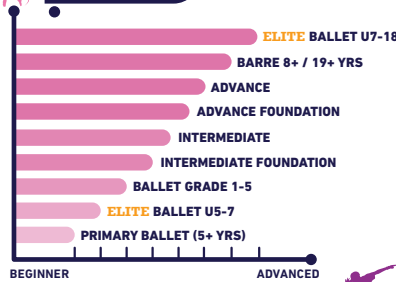 ELITE BALLET U7-18
BARRE 8+ / 19+ YRS
ADVANCE
ADVANCE FOUNDATION
INTERMEDIATE
INTERMEDIATE FOUNDATION
BALLET GRADE 1-5
ELITE BALLET U5-7
PRIMARY BALLET (5+ YRS)
BEGINNER ADVANCED